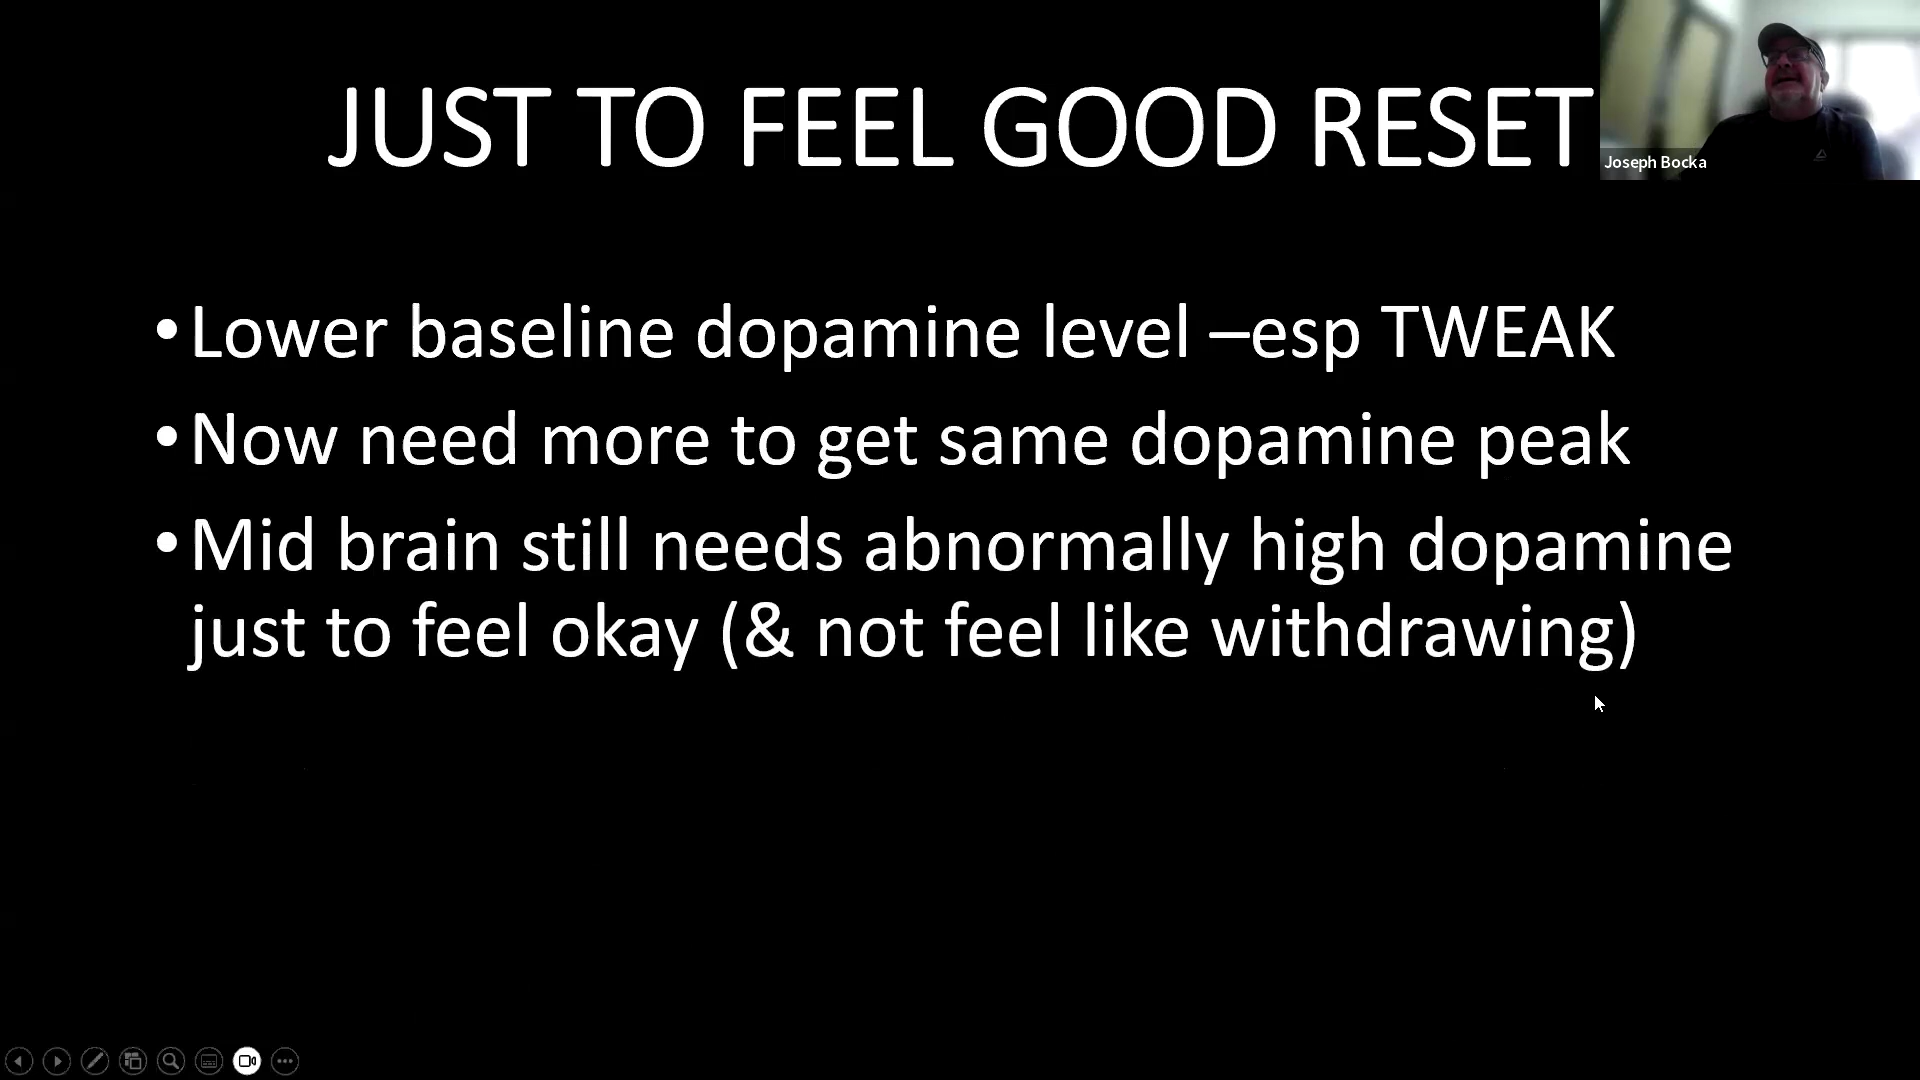 JUST TO FEEL GOOD RESET
Joseph Bocka
•Lower baseline dopamine level –esp TWEAK
•Now need more to get same dopamine peak
•Mid brain still needs abnormally high dopamine
just to feel okay (& not feel like withdrawing)